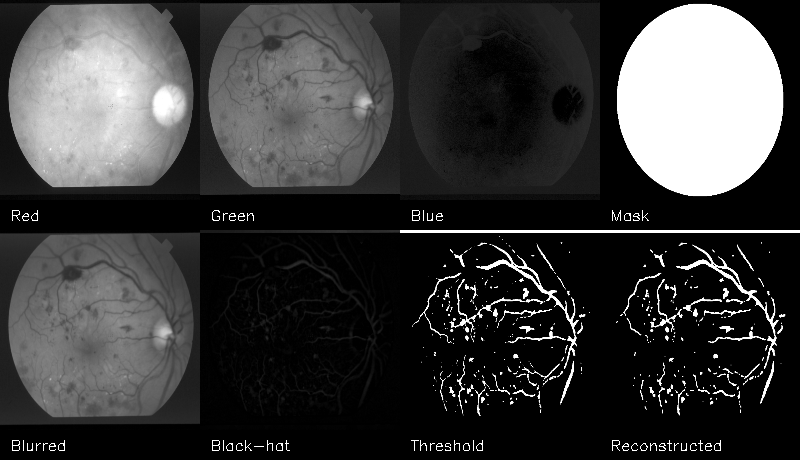 Red
Green
Blue
Mask
Blurred
Black-hat
Threshold
Reconstructed